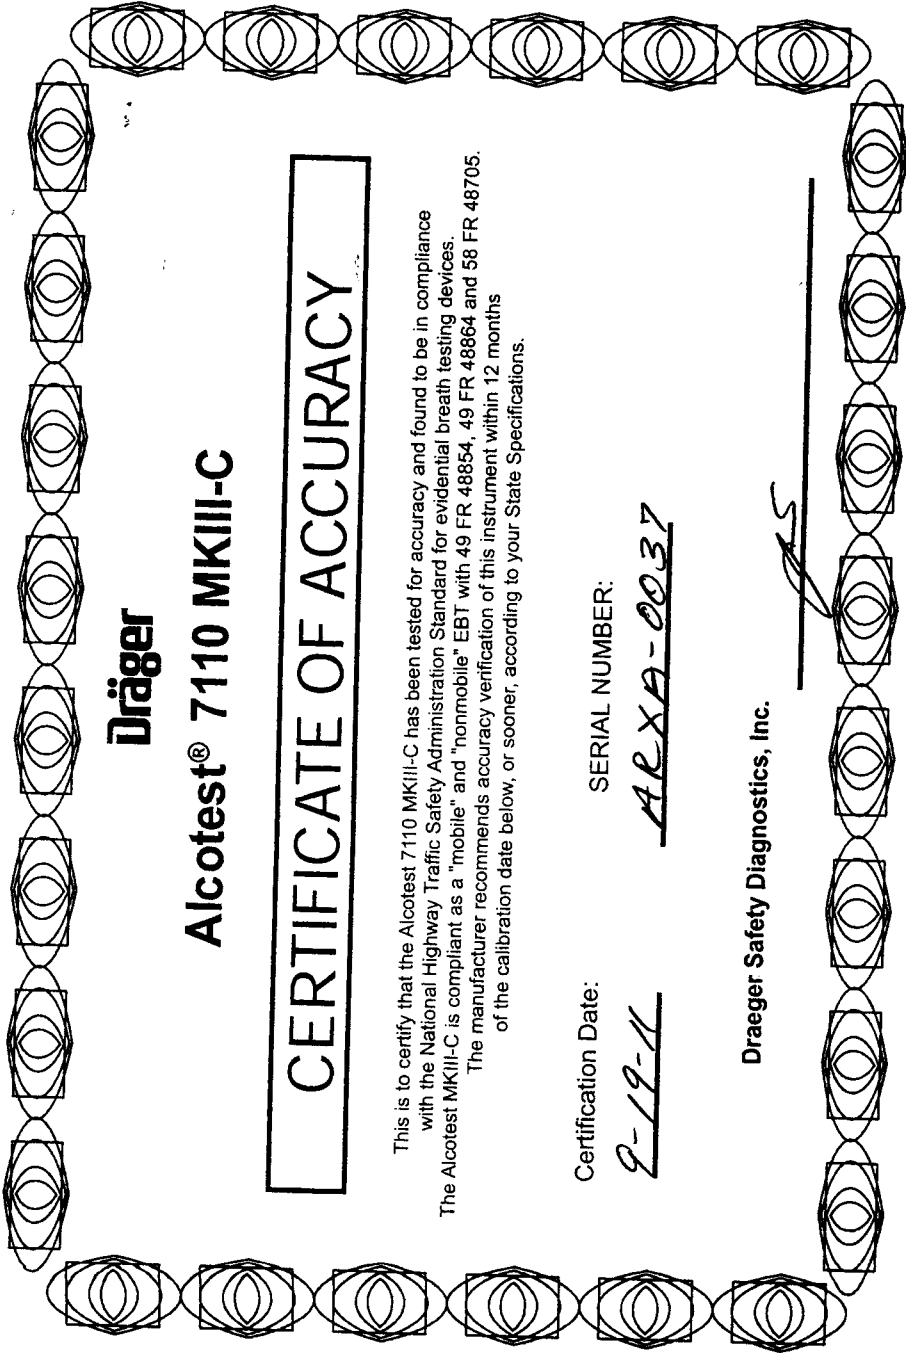 Dräger
Alcotest® 7110 MKIII-C
CERTIFICATE OF ACCURACY
This is to certify that the Alcotest 7110 MKIII-C has been tested for accuracy and found to be in compliance
with the National Highway Traffic Safety Administration Standard for evidential breath testing devices.
The Alcotest MKIII-C is compliant as a "mobile" and "nonmobile" EBT with 49 FR 48854, 49 FR 48864 and 58 FR 48705.
The manufacturer recommends accuracy verification of this instrument within 12 months
of the calibration date below, or sooner, according to your State Specifications.
Certification Date:
SERIAL NUMBER:
9-19-11
ARXA-0037
Draeger Safety Diagnostics, Inc.